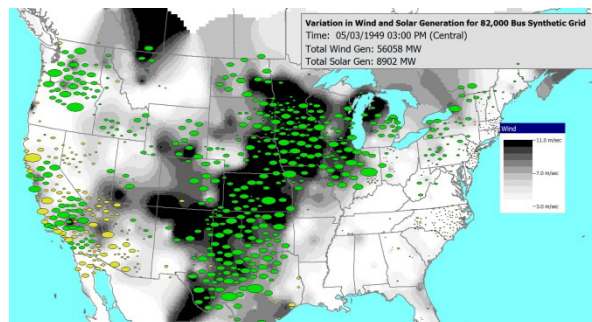 Variation in Wind and Solar Generation for 82,000 Bus Synthetic Grid
Time: 05/03/1949 03:00 PM (Central)
Total Wind Gen: 56058 MW
Total Solar Gen: 8902 MW
Wind
11.0 m/sec
7.0 m/sec
3.0 m/sec